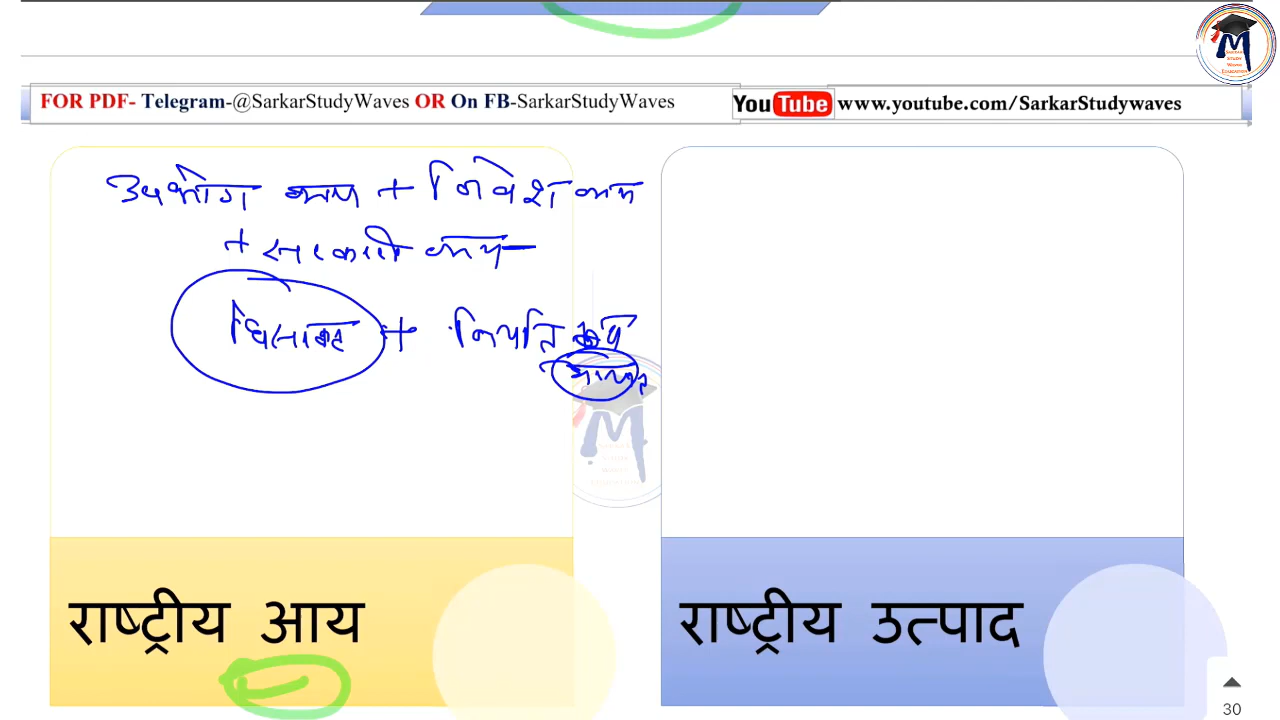 FOR PDF- Telegram-@SarkarStudyWaves OR On FB-SarkarStudyWaves
YouTube www.youtube.com/SarkarStudywaves
उपभोग व्यय + निवेश व्यय
+ सरकारी व्यय
घिसावट + निर्यात
राष्ट्रीय आय
राष्ट्रीय उत्पाद
30